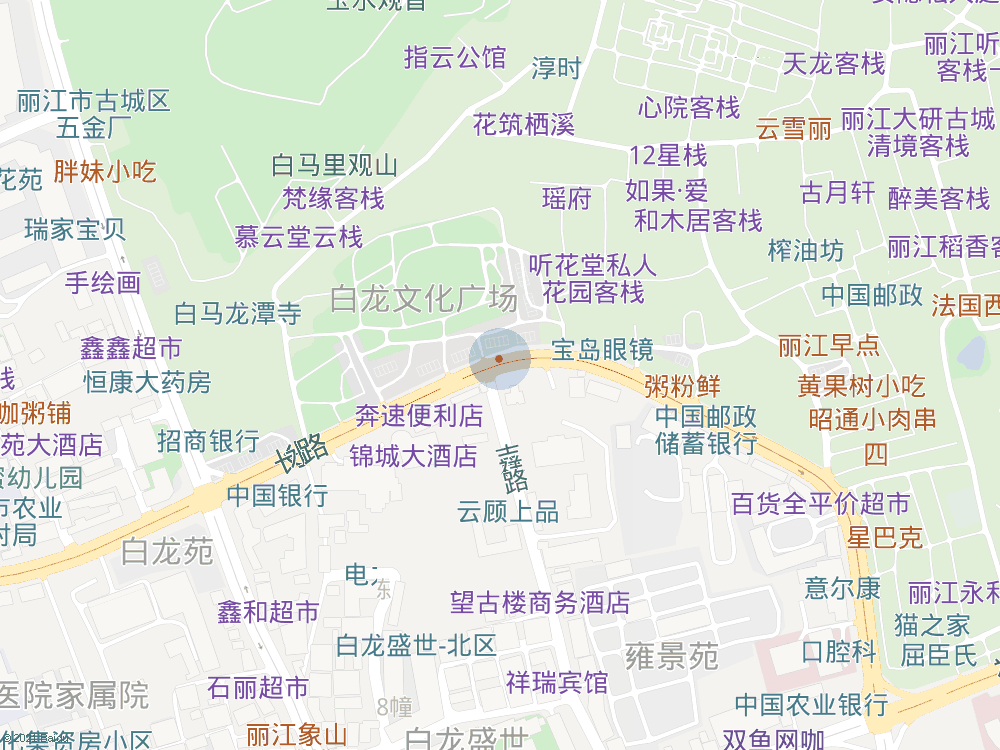 玉水观音
指云公馆
淳时
天龙客栈
丽江听
客栈一
丽江市古城区
五金厂
心院客栈
花筑栖溪
云雪丽
丽江大研古城
清境客栈
胖妹小吃
花苑
白马里观山
12星栈
梵缘客栈
瑶府
如果·爱
和木居客栈
古月轩
醉美客栈
瑞家宝贝
慕云堂云栈
榨油坊
丽江稻香客
听花堂私人
花园客栈
手绘画
白龙文化广场
中国邮政
法国西
白马龙潭寺
鑫鑫超市
宝岛眼镜
丽江早点
栈
恒康大药房
粥粉鲜
黄果树小吃
咖粥铺
奔速便利店
中国邮政
储蓄银行
昭通小肉串
四
苑大酒店
招商银行
长
路
锦城大酒店
祥
路
幼儿园
中国银行
云顾上品
百货全平价超市
市农业
村局
星巴克
白龙苑
电
东
意尔康
丽江永和
鑫和超市
望古楼商务酒店
猫之家
屈臣氏
白龙盛世-北区
雍景苑
口腔科
医院家属院
石丽超市
祥瑞宾馆
8幢
中国农业银行
丽江象山
白龙盛世
双鱼网咖
化集资房小区